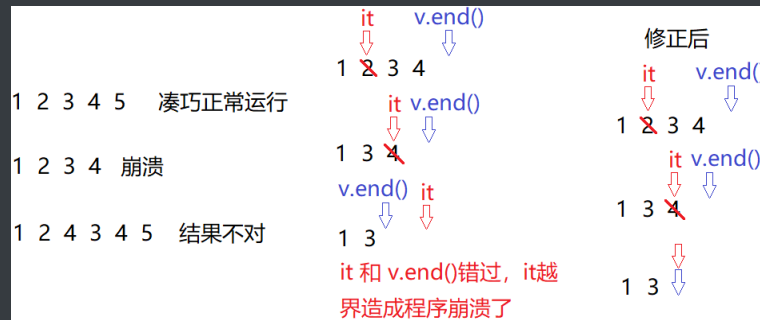 1 2 3 4 5 凑巧正常运行
1 2 3 4 崩溃
1 2 4 3 4 5 结果不对
it v.end()
1 2 3 4
it v.end()
1 3 4
v.end() it
1 3
it 和 v.end()错过，it越
界造成程序崩溃了
修正后
it v.end()
1 2 3 4
it v.end()
1 3 4
1 3